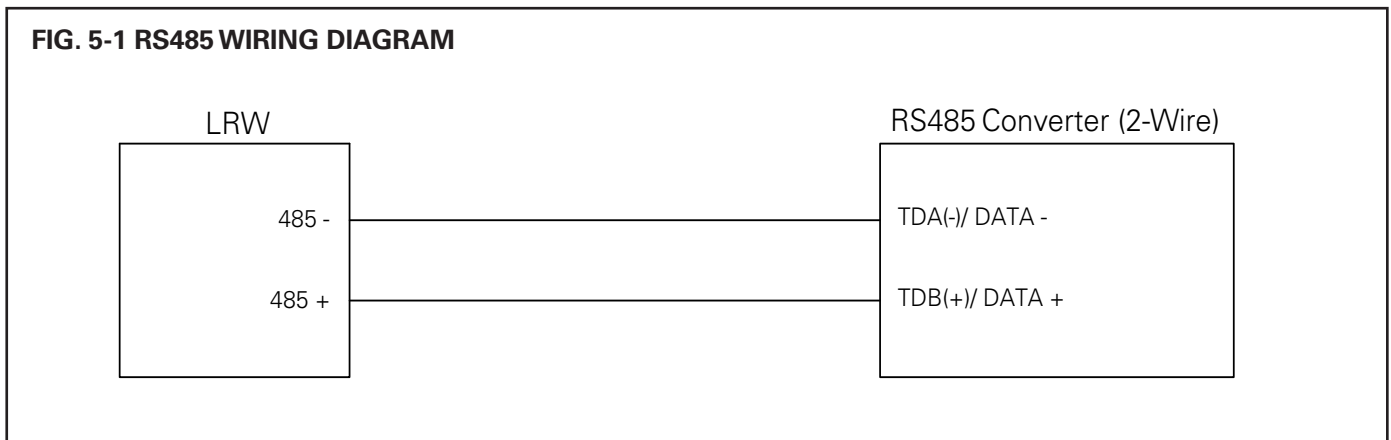 FIG. 5-1 RS485 WIRING DIAGRAM
LRW
RS485 Converter (2-Wire)
485 -
TDA(-)/ DATA -
485 +
TDB(+)/ DATA +